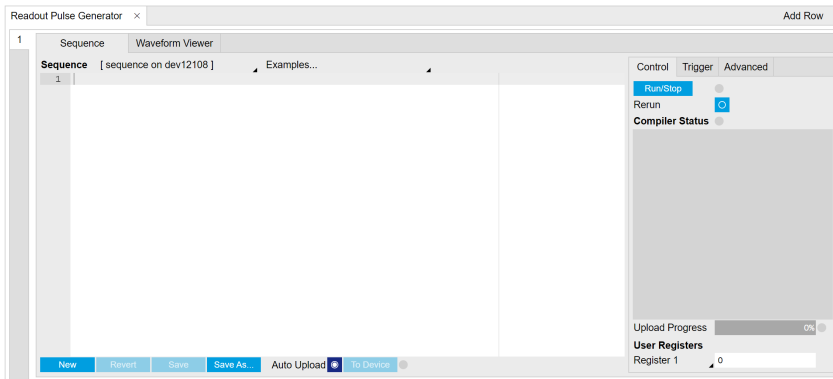 Readout Pulse Generator × Add Row
1 Sequence Waveform Viewer
Sequence [ sequence on dev12108 ] Examples...
Control Trigger Advanced
1
Run/Stop
Rerun
Compiler Status
Upload Progress 0%
User Registers
Register 1 0
New Revert Save Save As... Auto Upload To Device